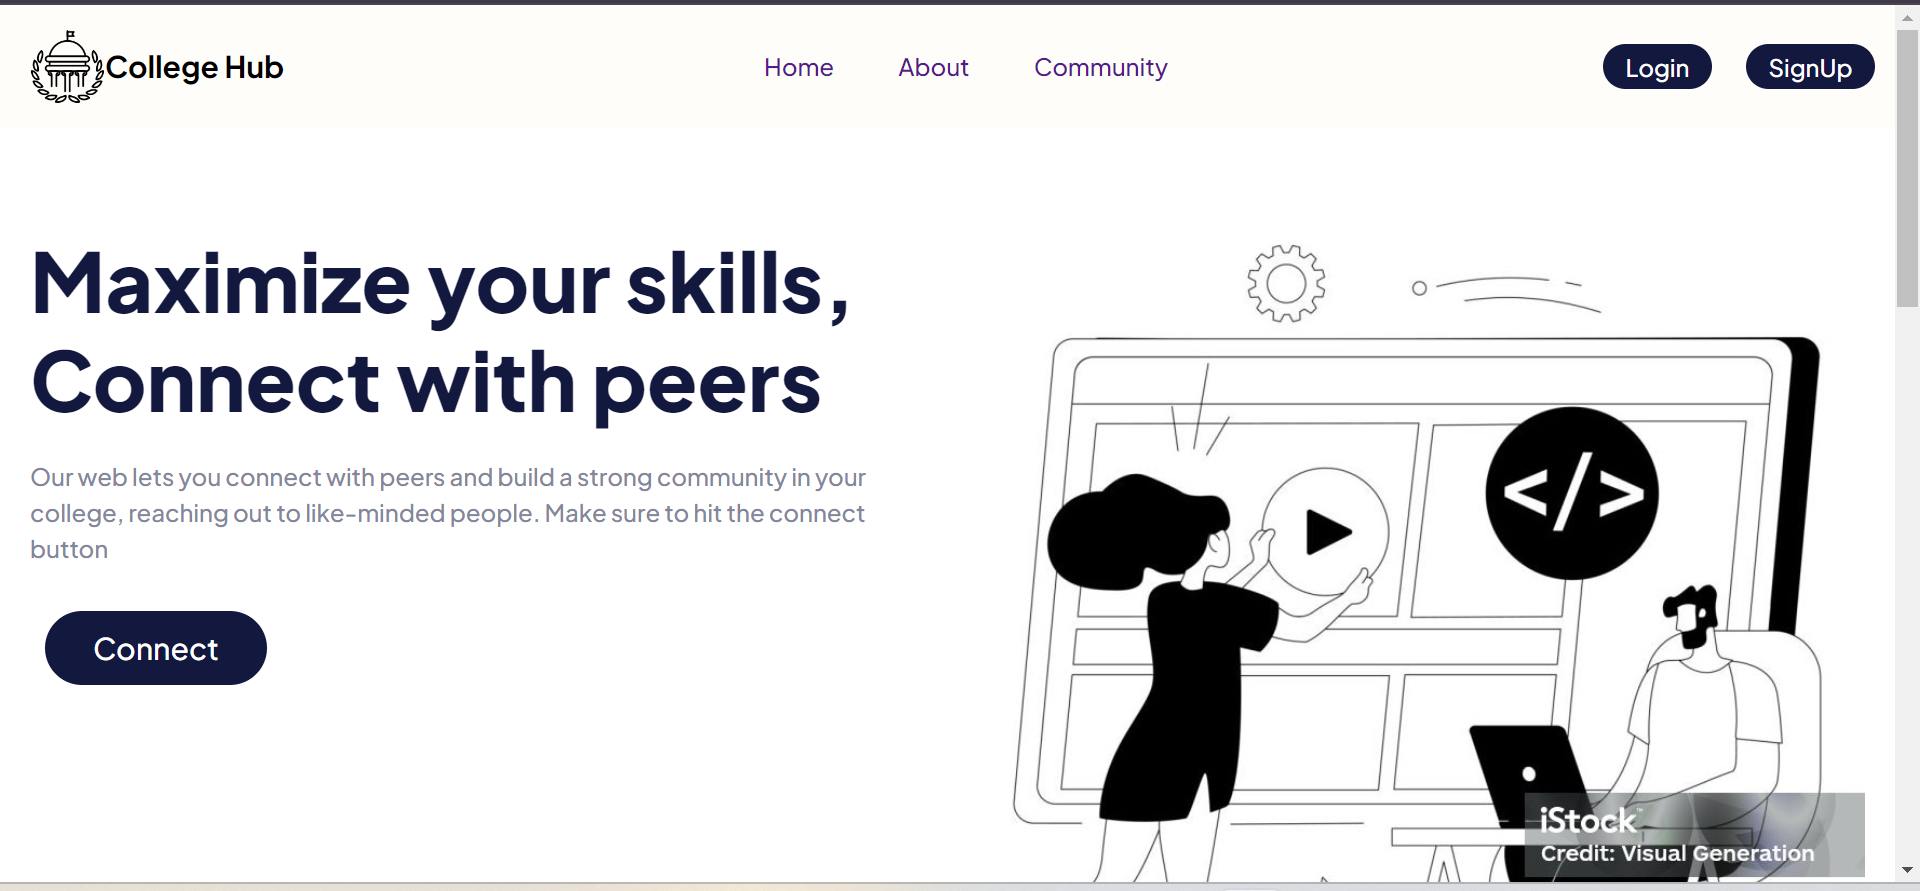 College Hub
Home
About
Community
Login
SignUp
Maximize your skills,
Connect with peers
Our web lets you connect with peers and build a strong community in your
college, reaching out to like-minded people. Make sure to hit the connect
button
Connect
</>
iStock™
Credit: Visual Generation